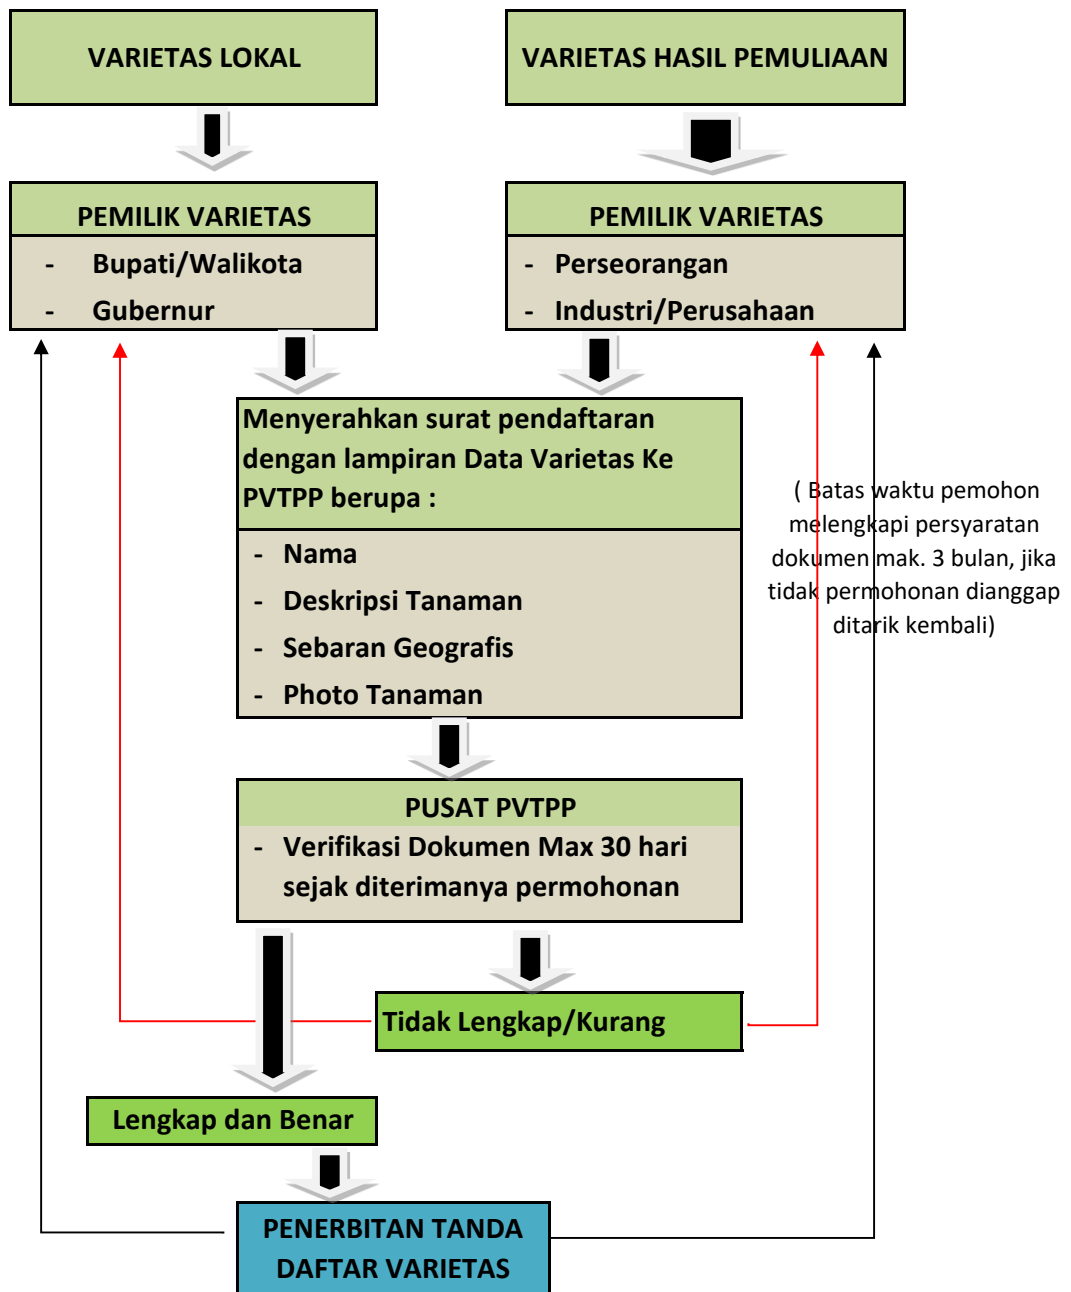 VARIETAS LOKAL
VARIETAS HASIL PEMULIAAN
PEMILIK VARIETAS
- Bupati/Walikota
- Gubernur
PEMILIK VARIETAS
- Perseorangan
- Industri/Perusahaan
Menyerahkan surat pendaftaran
dengan lampiran Data Varietas Ke
PVTPP berupa :
- Nama
- Deskripsi Tanaman
- Sebaran Geografis
- Photo Tanaman
( Batas waktu pemohon
melengkapi persyaratan
dokumen mak. 3 bulan, jika
tidak permohonan dianggap
ditarik kembali)
PUSAT PVTPP
- Verifikasi Dokumen Max 30 hari
sejak diterimanya permohonan
Tidak Lengkap/Kurang
Lengkap dan Benar
PENERBITAN TANDA
DAFTAR VARIETAS